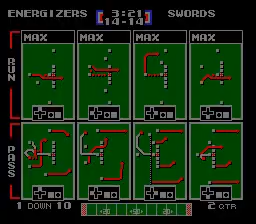 ENERGIZERS 3:21 SWORDS
14-14
MAX MAX MAX MAX
RUN
PASS
1 DOWN 10 2 QTR